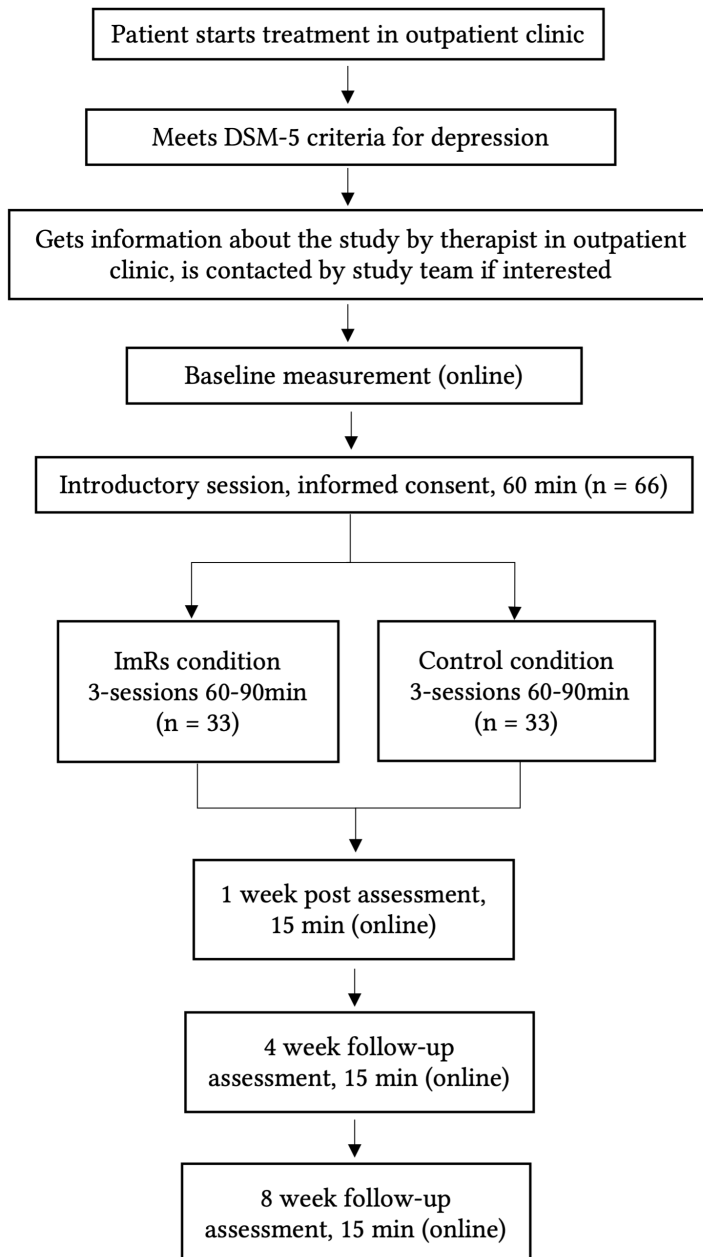 Patient starts treatment in outpatient clinic
Meets DSM-5 criteria for depression
Gets information about the study by therapist in outpatient
clinic, is contacted by study team if interested
Baseline measurement (online)
Introductory session, informed consent, 60 min (n = 66)
ImRs condition
3-sessions 60-90min
(n = 33)
Control condition
3-sessions 60-90min
(n = 33)
1 week post assessment,
15 min (online)
4 week follow-up
assessment, 15 min (online)
8 week follow-up
assessment, 15 min (online)